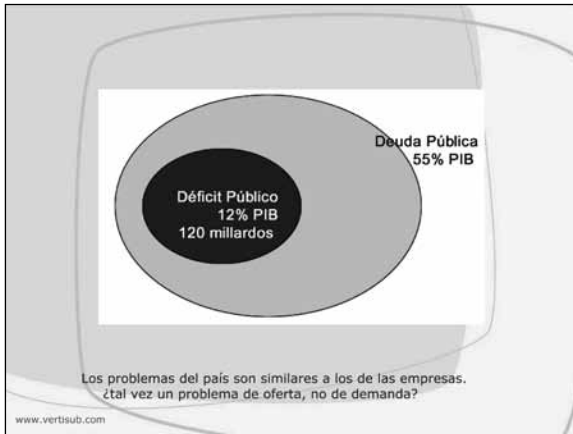 Deuda Pública
55% PIB
Déficit Público
12% PIB
120 millardos
Los problemas del país son similares a los de las empresas.
¿tal vez un problema de oferta, no de demanda?
www.vertisub.com